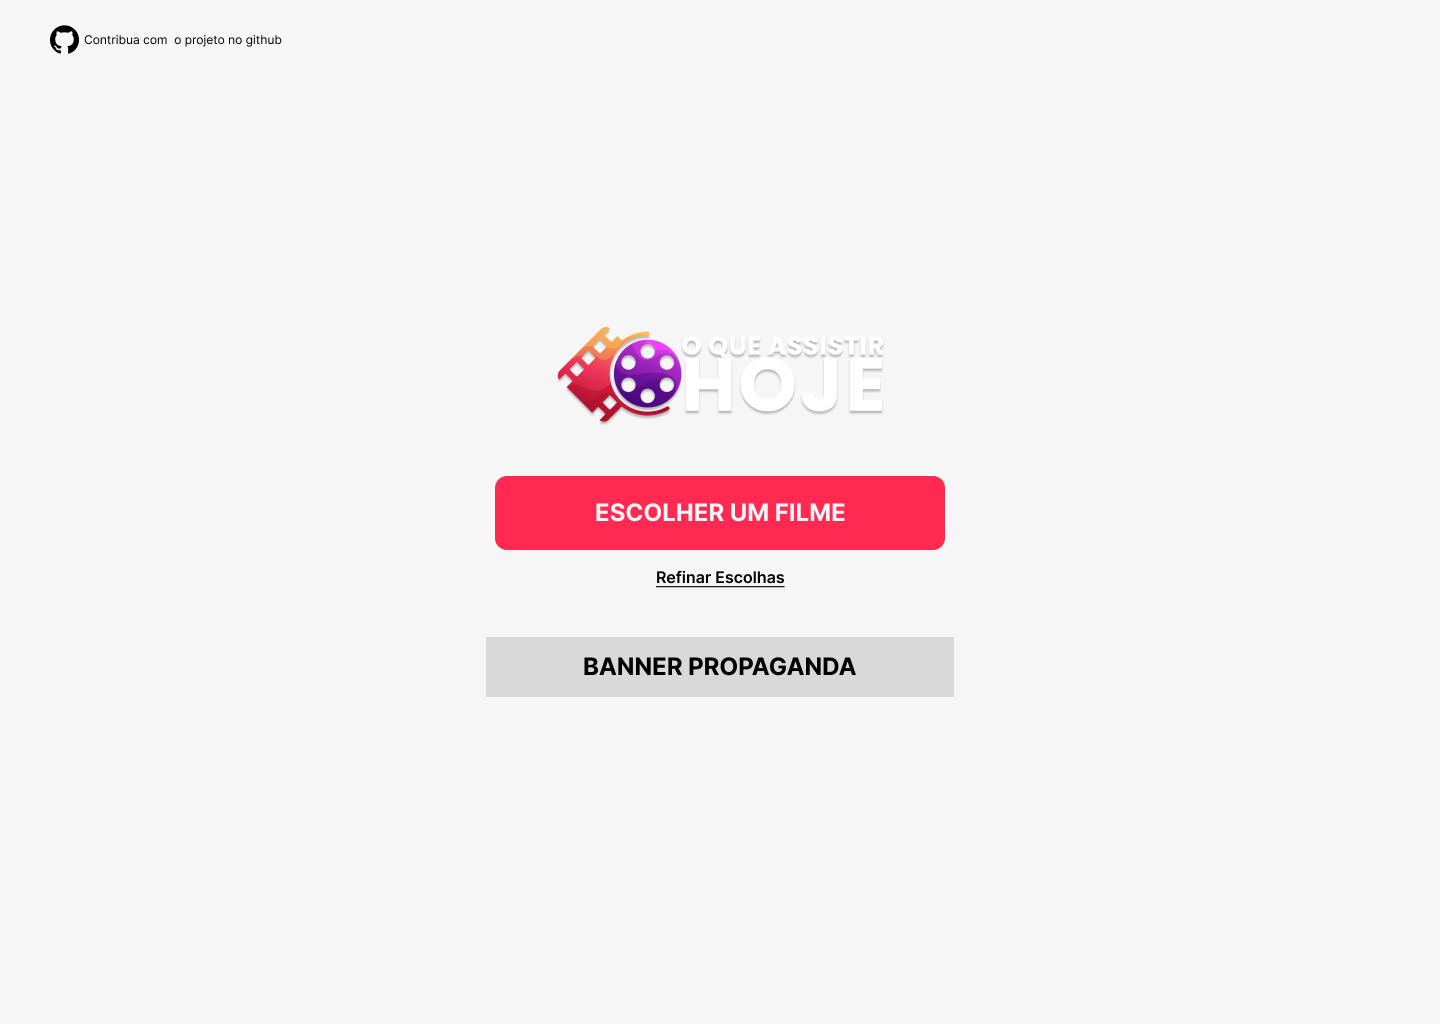 Contribua com  o projeto no github
O QUE ASSISTIR
HOJE
ESCOLHER UM FILME
Refinar Escolhas
BANNER PROPAGANDA